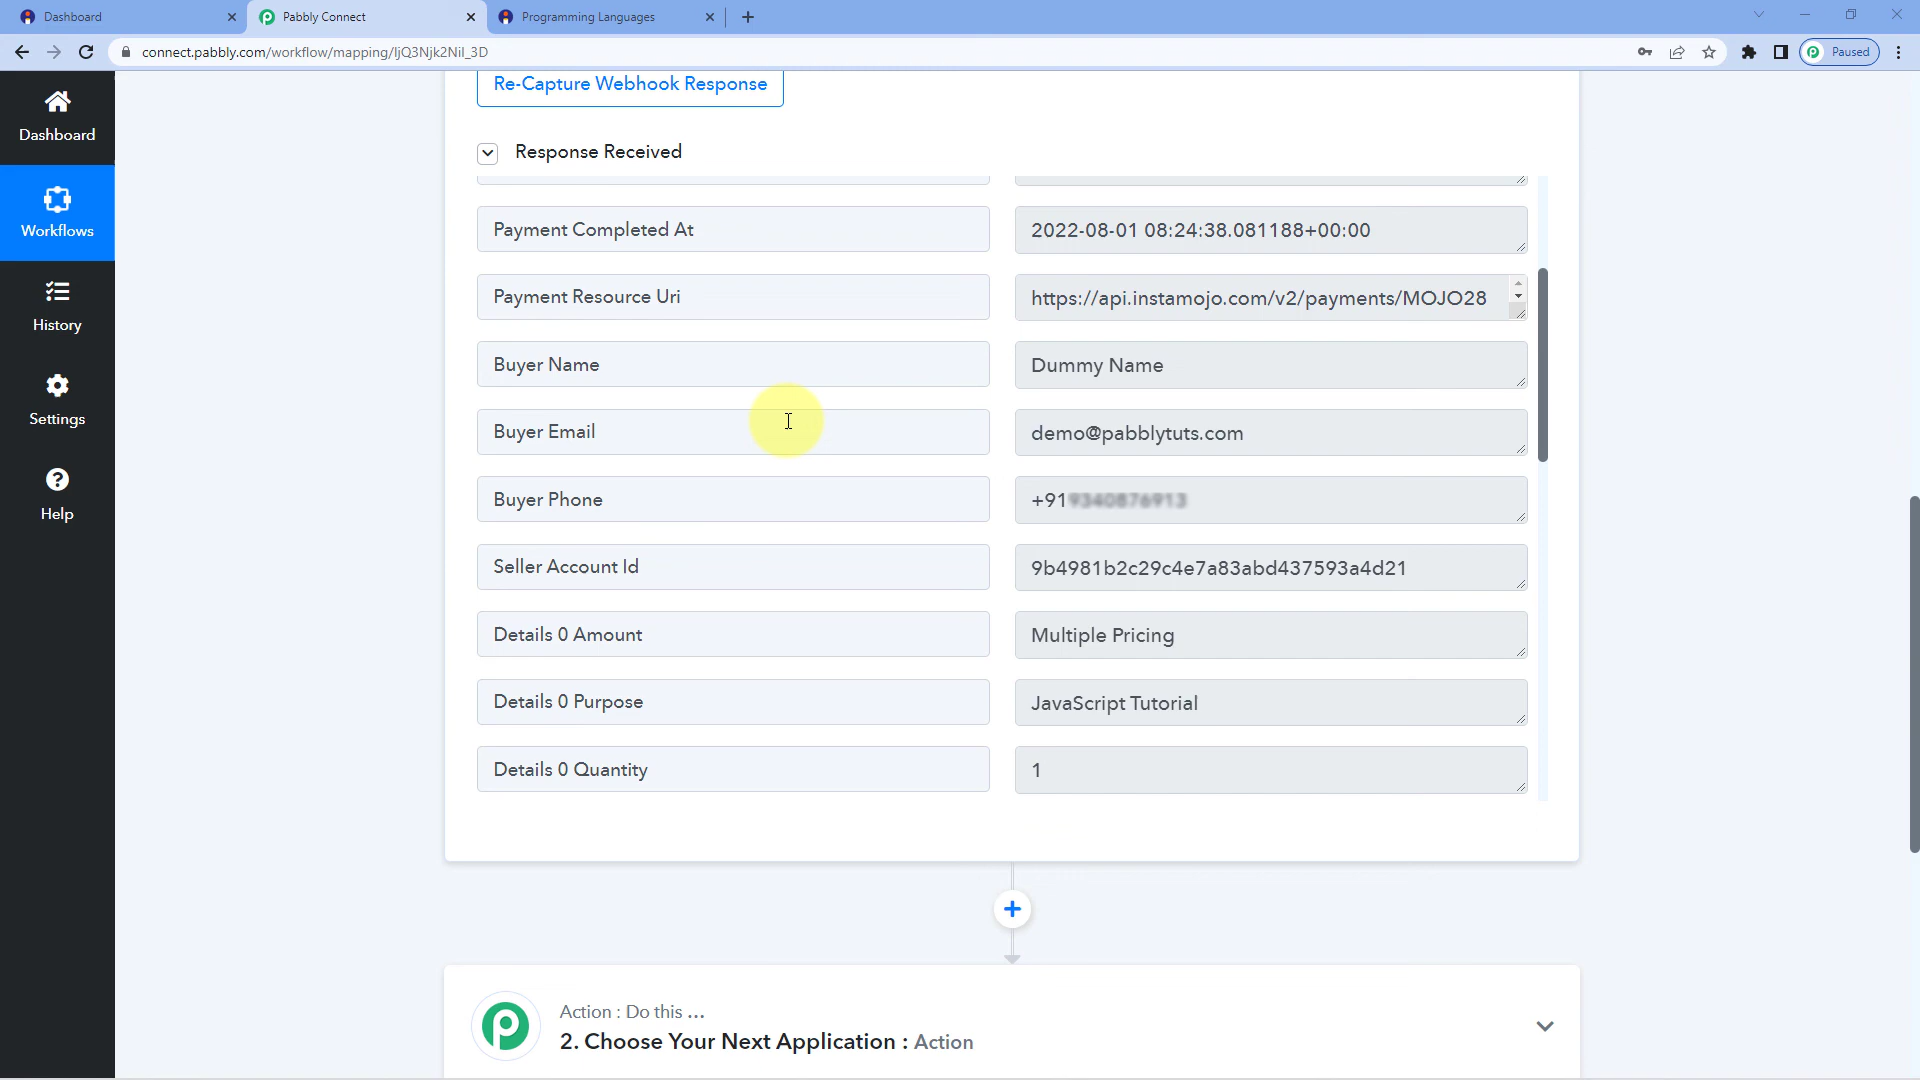 Dashboard
Pabbly Connect
Programming Languages
connect.pabbly.com/workflow/mapping/IjQ3Njk2NiI_3D
Paused
Dashboard
Workflows
History
Settings
Help
Re-Capture Webhook Response
Response Received
Payment Completed At
2022-08-01 08:24:38.081188+00:00
Payment Resource Uri
https://api.instamojo.com/v2/payments/MOJO28
Buyer Name
Dummy Name
Buyer Email
demo@pabblytuts.com
Buyer Phone
+91
Seller Account Id
9b4981b2c29c4e7a83abd437593a4d21
Details 0 Amount
Multiple Pricing
Details 0 Purpose
JavaScript Tutorial
Details 0 Quantity
1
Action : Do this ...
2. Choose Your Next Application : Action